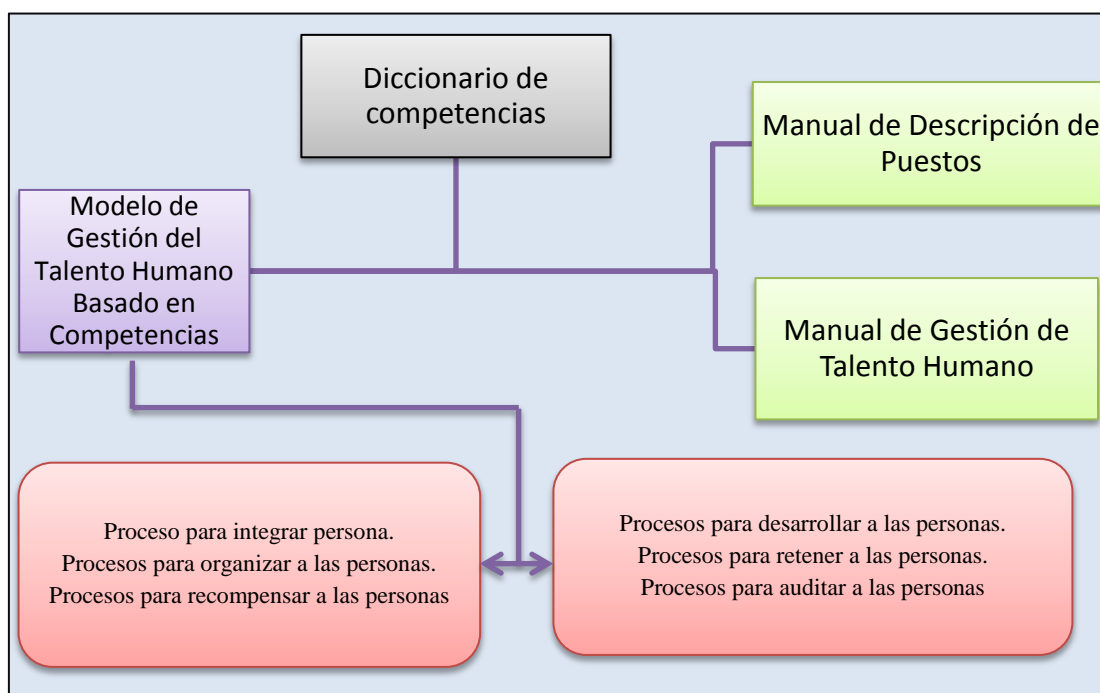 Diccionario de
competencias
Manual de Descripción de
Puestos
Modelo de
Gestión del
Talento Humano
Basado en
Competencias
Manual de Gestión de
Talento Humano
Proceso para integrar persona.
Procesos para organizar a las personas.
Procesos para recompensar a las personas
Procesos para desarrollar a las personas.
Procesos para retener a las personas.
Procesos para auditar a las personas